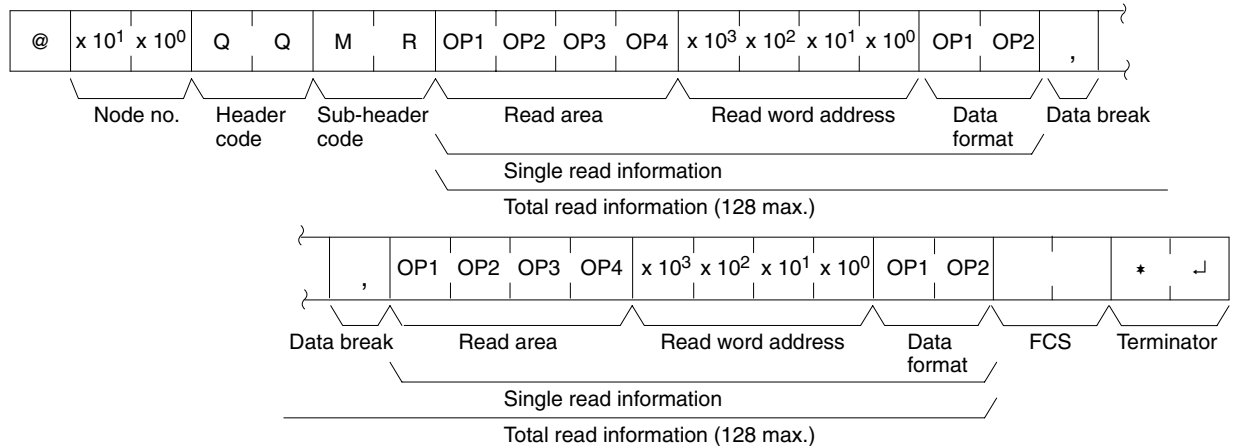 @ x 10¹ x 10⁰ Q Q M R OP1 OP2 OP3 OP4 x 10³ x 10² x 10¹ x 10⁰ OP1 OP2 ,
Node no. Header code Sub-header code Read area Read word address Data format Data break
Single read information
Total read information (128 max.)
, OP1 OP2 OP3 OP4 x 10³ x 10² x 10¹ x 10⁰ OP1 OP2 * ↵
Data break Read area Read word address Data format FCS Terminator
Single read information
Total read information (128 max.)